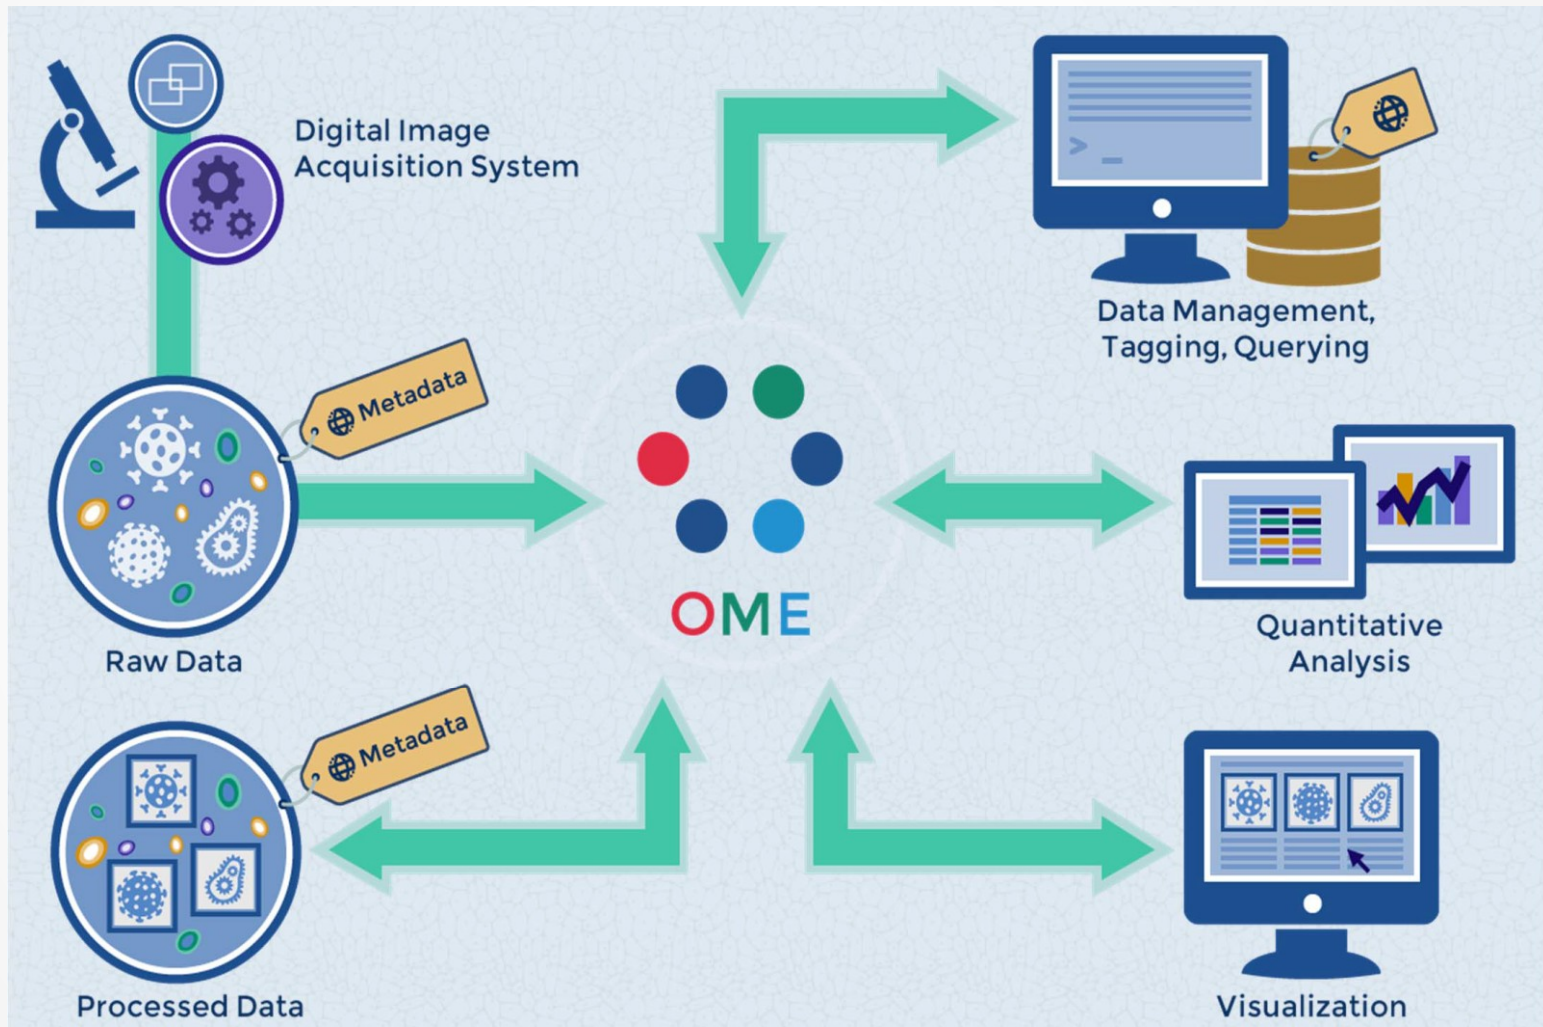 Digital Image
Acquisition System
Metadata
Raw Data
Metadata
Processed Data
OME
>_
Data Management,
Tagging, Querying
Quantitative
Analysis
Visualization